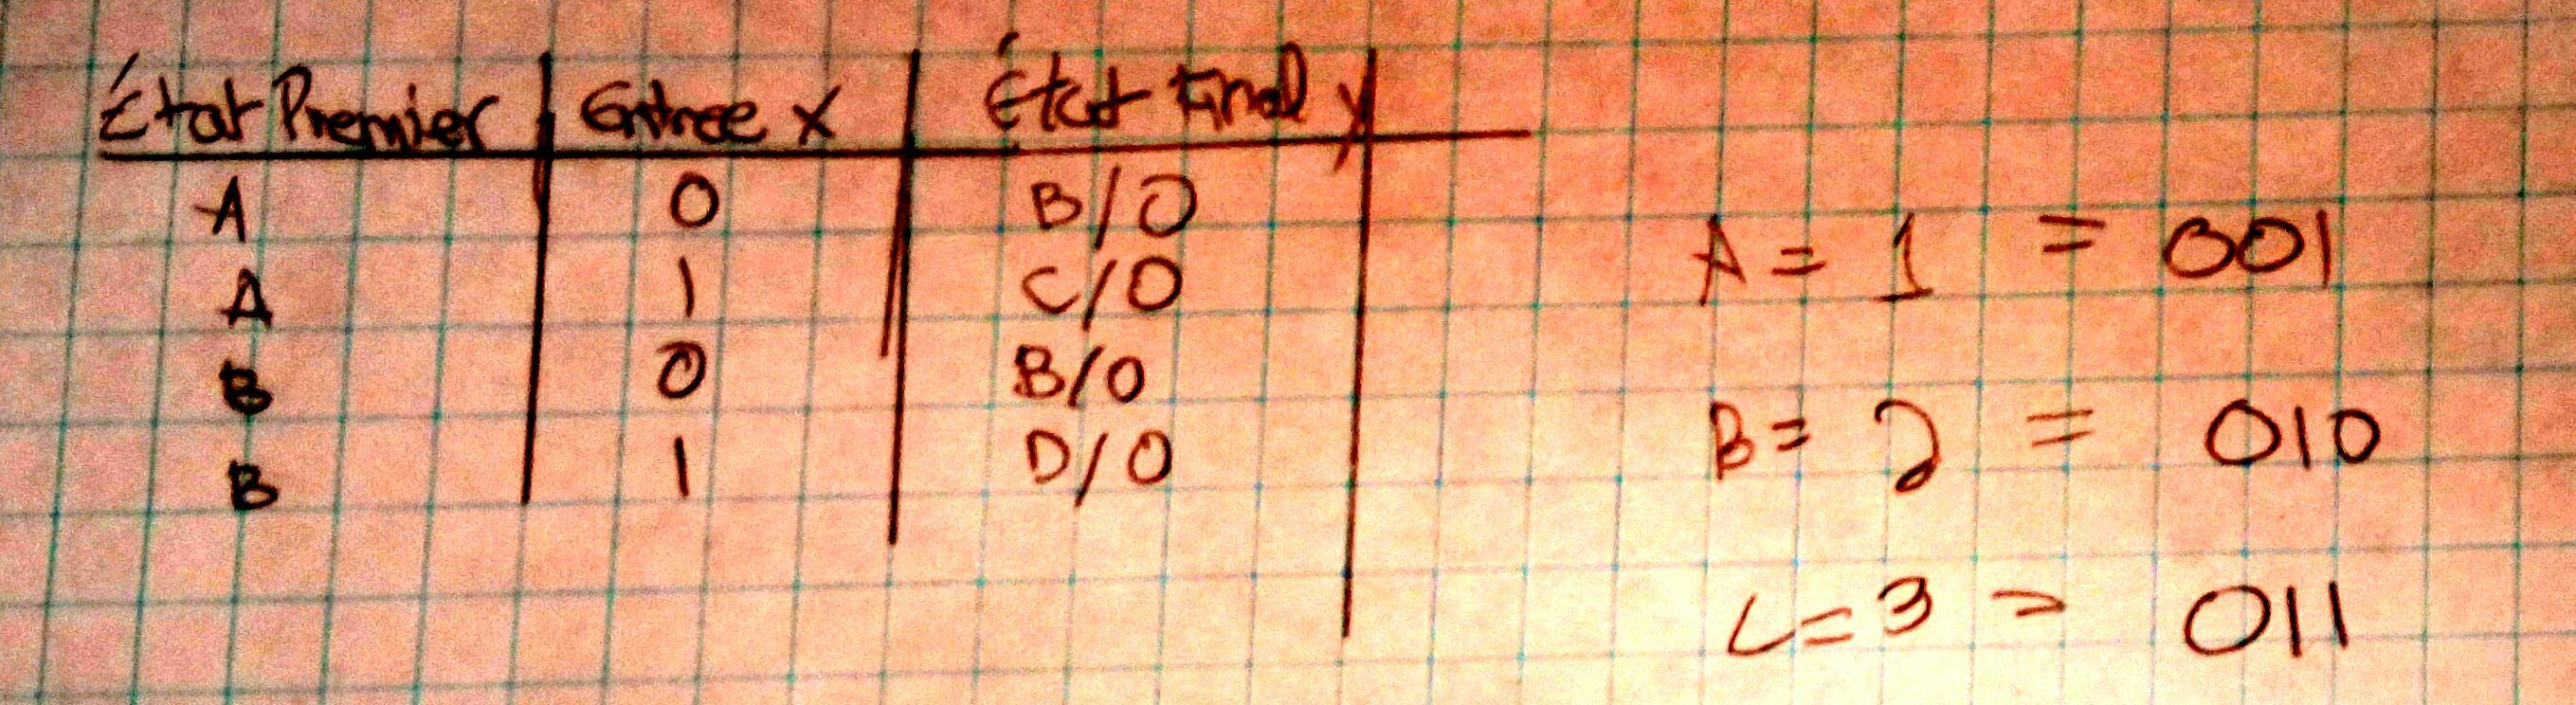 État Premier Entree X État Final y
A 0 B/0
A 1 C/0
B 0 B/0
B 1 D/0
A = 1 = 001
B = 2 = 010
C = 3 = 011